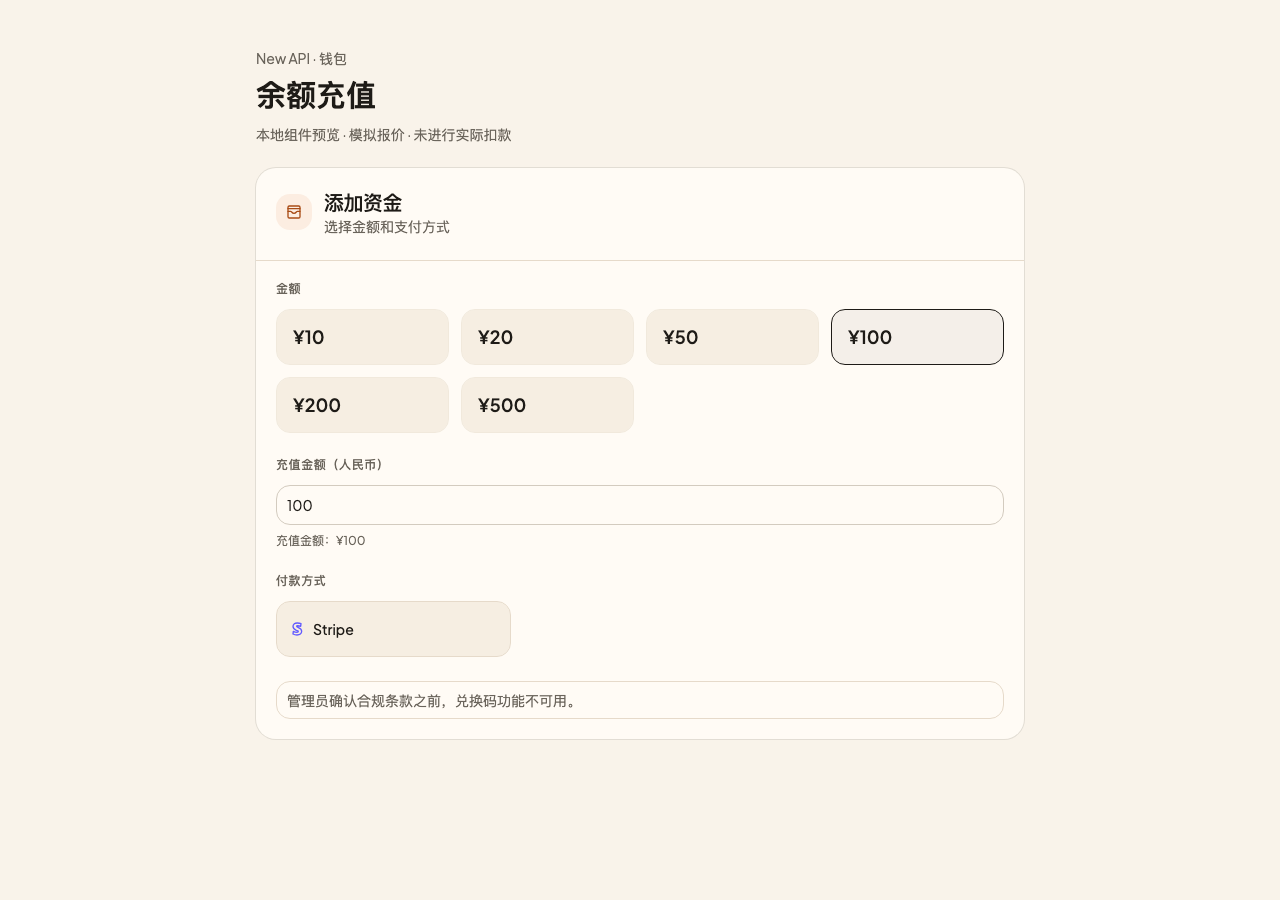 New API · 钱包
余额充值
本地组件预览 · 模拟报价 · 未进行实际扣款
添加资金
选择金额和支付方式
金额
¥10
¥20
¥50
¥100
¥200
¥500
充值金额（人民币）
100
充值金额：¥100
付款方式
Stripe
管理员确认合规条款之前，兑换码功能不可用。